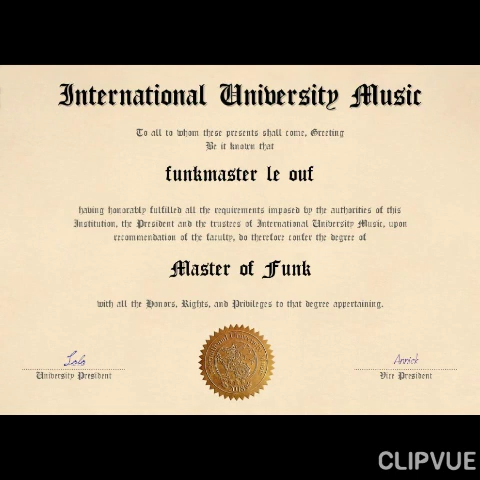 International University Music
To all to whom these presents shall come, Greeting
Be it known that
funkmaster le ouf
having honorably fulfilled all the requirements imposed by the authorities of this
Institution, the President and the trustees of International University Music, upon
recommendation of the faculty, do therefore confer the degree of
Master of Funk
with all the Honors, Rights, and Privileges to that degree appertaining.
Lolo
Annick
University President
Vice President
CLIPVUE